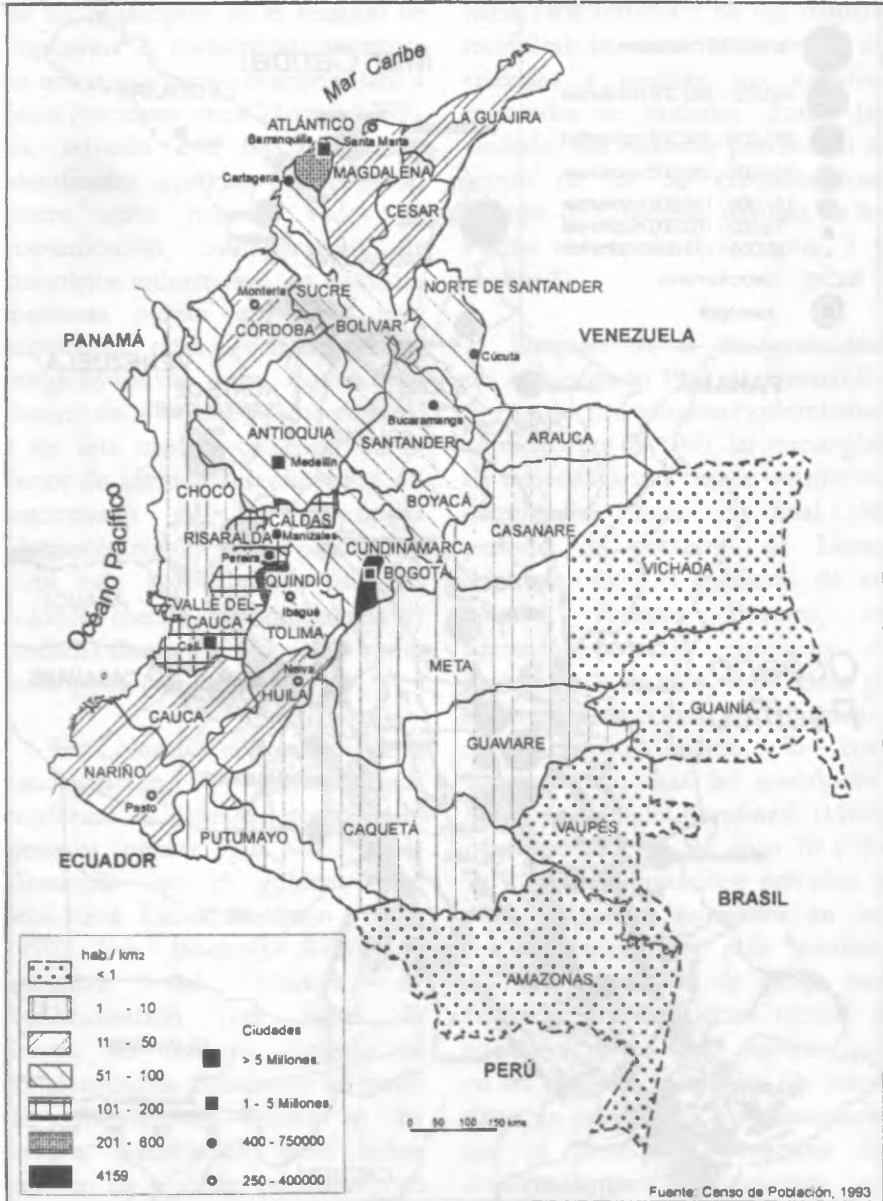 Mar Caribe
LA GUAJIRA
ATLÁNTICO
Santa Marta
Barranquilla
MAGDALENA
Cartagena
CESAR
NORTE DE SANTANDER
Montería
SUCRE
CÓRDOBA
BOLÍVAR
PANAMÁ
VENEZUELA
Cúcuta
Bucaramanga
ANTIOQUIA
SANTANDER
ARAUCA
Medellín
CHOCÓ
BOYACÁ
CASANARE
CALDAS
RISARALDA
Manizales
CUNDINAMARCA
Pereira
BOGOTÁ
VICHADA
Océano Pacífico
QUINDÍO
Ibagué
VALLE DEL
CAUCA
TOLIMA
Cali
META
Neiva
HUILA
CAUCA
GUAINÍA
GUAVIARE
NARIÑO
Pasto
PUTUMAYO
CAQUETÁ
VAUPÉS
ECUADOR
BRASIL
AMAZONAS
PERÚ
hab / km2
< 1
1 - 10
11 - 50
51 - 100
101 - 200
201 - 600
4159
Ciudades
> 5 Millones
1 - 5 Millones
400 - 750000
250 - 400000
0 50 100 150 km
Fuente: Censo de Población, 1993